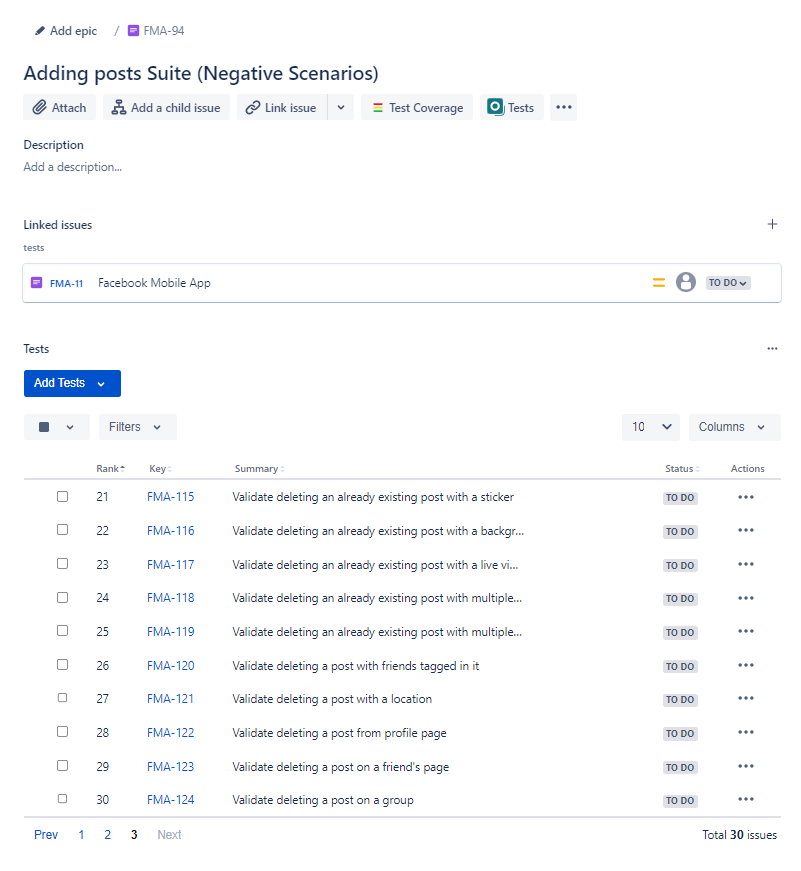 Add epic / FMA-94
Adding posts Suite (Negative Scenarios)
Attach Add a child issue Link issue Test Coverage Tests
Description
Add a description...
Linked issues
tests
FMA-11 Facebook Mobile App TO DO
Tests
Add Tests
Filters 10 Columns
Rank Key Summary Status Actions
21 FMA-115 Validate deleting an already existing post with a sticker TO DO
22 FMA-116 Validate deleting an already existing post with a backgr... TO DO
23 FMA-117 Validate deleting an already existing post with a live vi... TO DO
24 FMA-118 Validate deleting an already existing post with multiple... TO DO
25 FMA-119 Validate deleting an already existing post with multiple... TO DO
26 FMA-120 Validate deleting a post with friends tagged in it TO DO
27 FMA-121 Validate deleting a post with a location TO DO
28 FMA-122 Validate deleting a post from profile page TO DO
29 FMA-123 Validate deleting a post on a friend's page TO DO
30 FMA-124 Validate deleting a post on a group TO DO
Prev 1 2 3 Next Total 30 issues